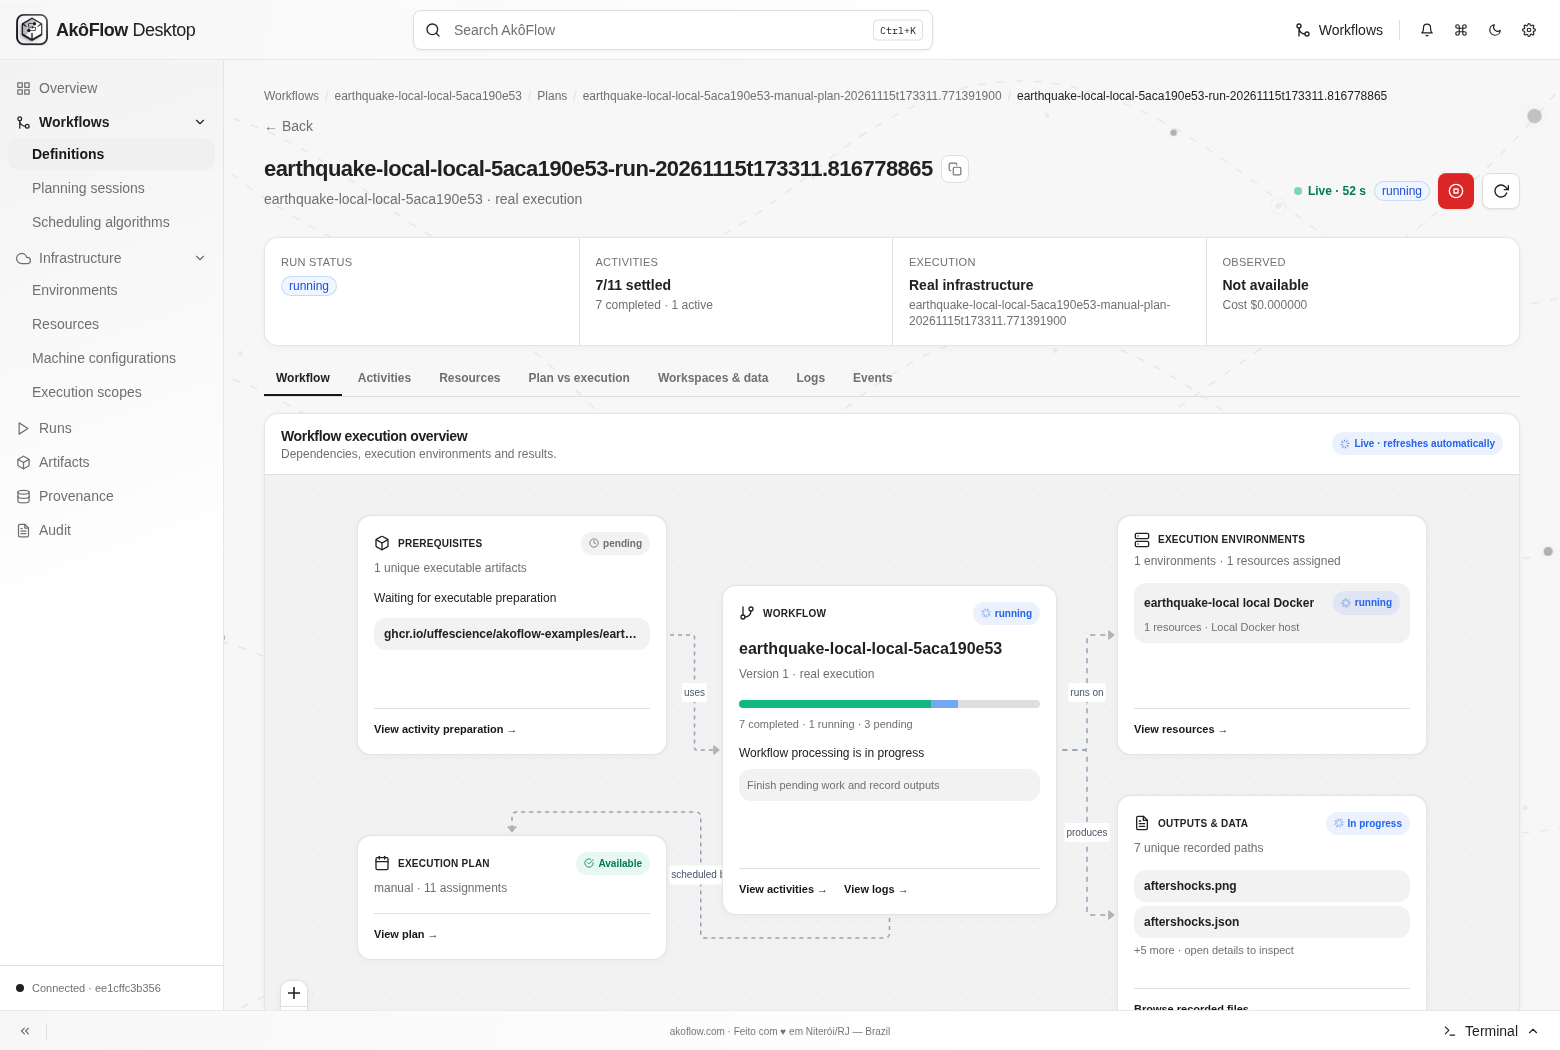 AkôFlow Desktop
Search AkôFlow
Ctrl+K
Workflows
Overview
Workflows
Definitions
Planning sessions
Scheduling algorithms
Infrastructure
Environments
Resources
Machine configurations
Execution scopes
Runs
Artifacts
Provenance
Audit
Connected · ee1cffc3b356
Workflows / earthquake-local-local-5aca190e53 / Plans / earthquake-local-local-5aca190e53-manual-plan-20261115t173311.771391900 / earthquake-local-local-5aca190e53-run-20261115t173311.816778865
← Back
earthquake-local-local-5aca190e53-run-20261115t173311.816778865
earthquake-local-local-5aca190e53 · real execution
Live · 52 s
running
RUN STATUS
running
ACTIVITIES
7/11 settled
7 completed · 1 active
EXECUTION
Real infrastructure
earthquake-local-local-5aca190e53-manual-plan-
20261115t173311.771391900
OBSERVED
Not available
Cost $0.000000
Workflow
Activities
Resources
Plan vs execution
Workspaces & data
Logs
Events
Workflow execution overview
Dependencies, execution environments and results.
Live · refreshes automatically
PREREQUISITES
pending
1 unique executable artifacts
Waiting for executable preparation
ghcr.io/uffescience/akoflow-examples/eart…
View activity preparation →
uses
EXECUTION PLAN
Available
manual · 11 assignments
View plan →
scheduled
WORKFLOW
running
earthquake-local-local-5aca190e53
Version 1 · real execution
7 completed · 1 running · 3 pending
Workflow processing is in progress
Finish pending work and record outputs
View activities →
View logs →
runs on
produces
EXECUTION ENVIRONMENTS
1 environments · 1 resources assigned
earthquake-local local Docker
running
1 resources · Local Docker host
View resources →
OUTPUTS & DATA
In progress
7 unique recorded paths
aftershocks.png
aftershocks.json
+5 more · open details to inspect
Browse recorded files
akoflow.com · Feito com ♥ em Niterói/RJ — Brazil
Terminal